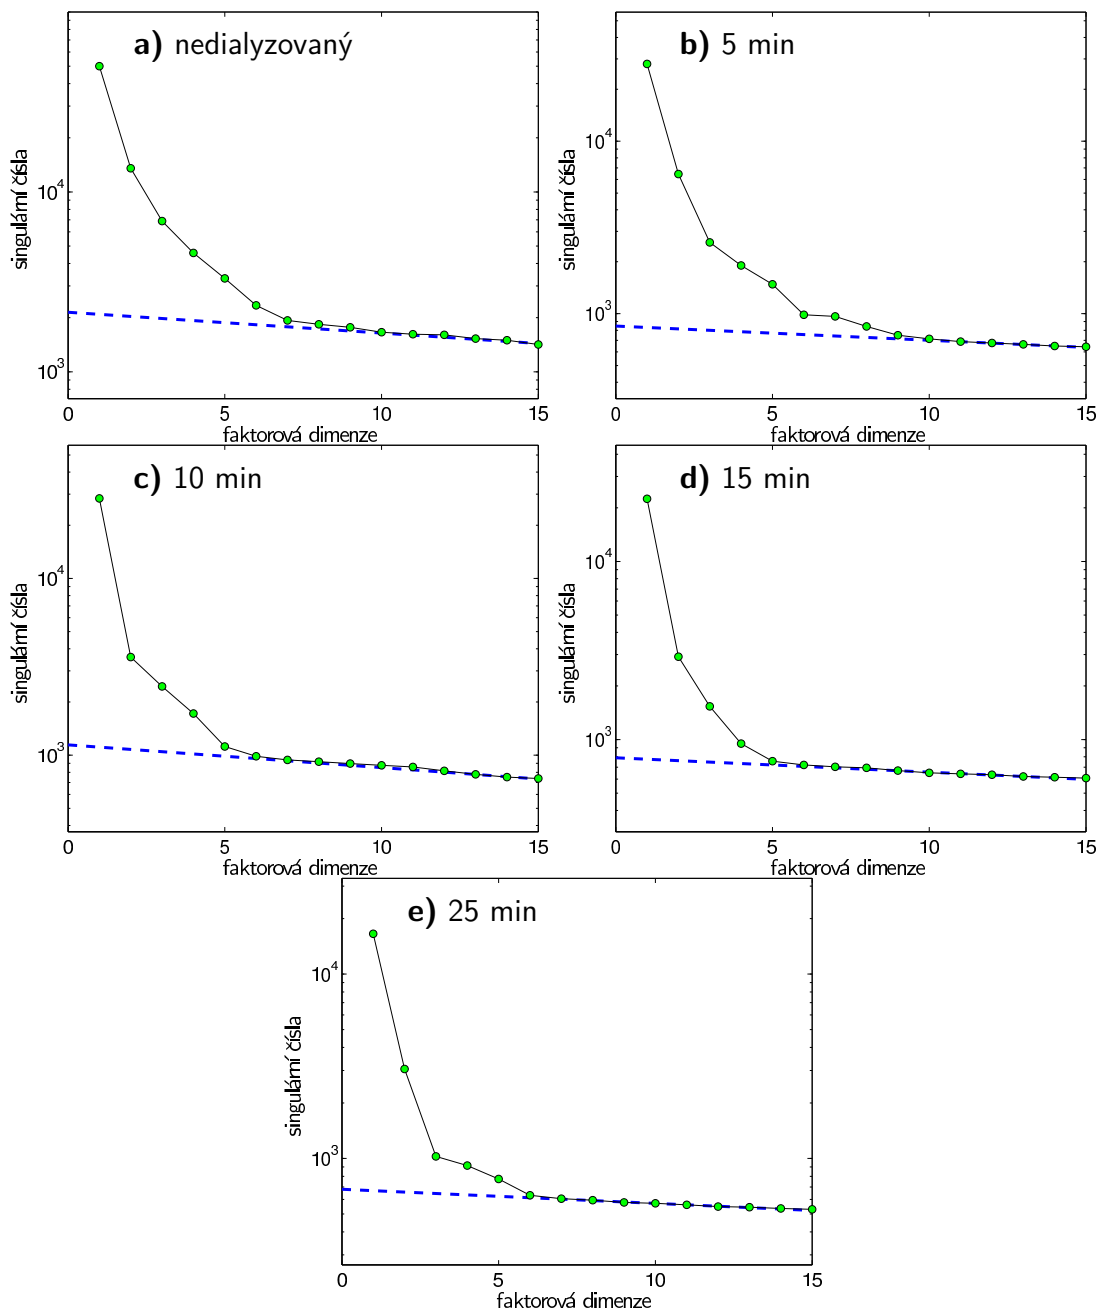 a) nedialyzovaný
singulární čísla
10^4
10^3
0 5 10 15
faktorová dimenze
b) 5 min
singulární čísla
10^4
10^3
0 5 10 15
faktorová dimenze
c) 10 min
singulární čísla
10^4
10^3
0 5 10 15
faktorová dimenze
d) 15 min
singulární čísla
10^4
10^3
0 5 10 15
faktorová dimenze
e) 25 min
singulární čísla
10^4
10^3
0 5 10 15
faktorová dimenze